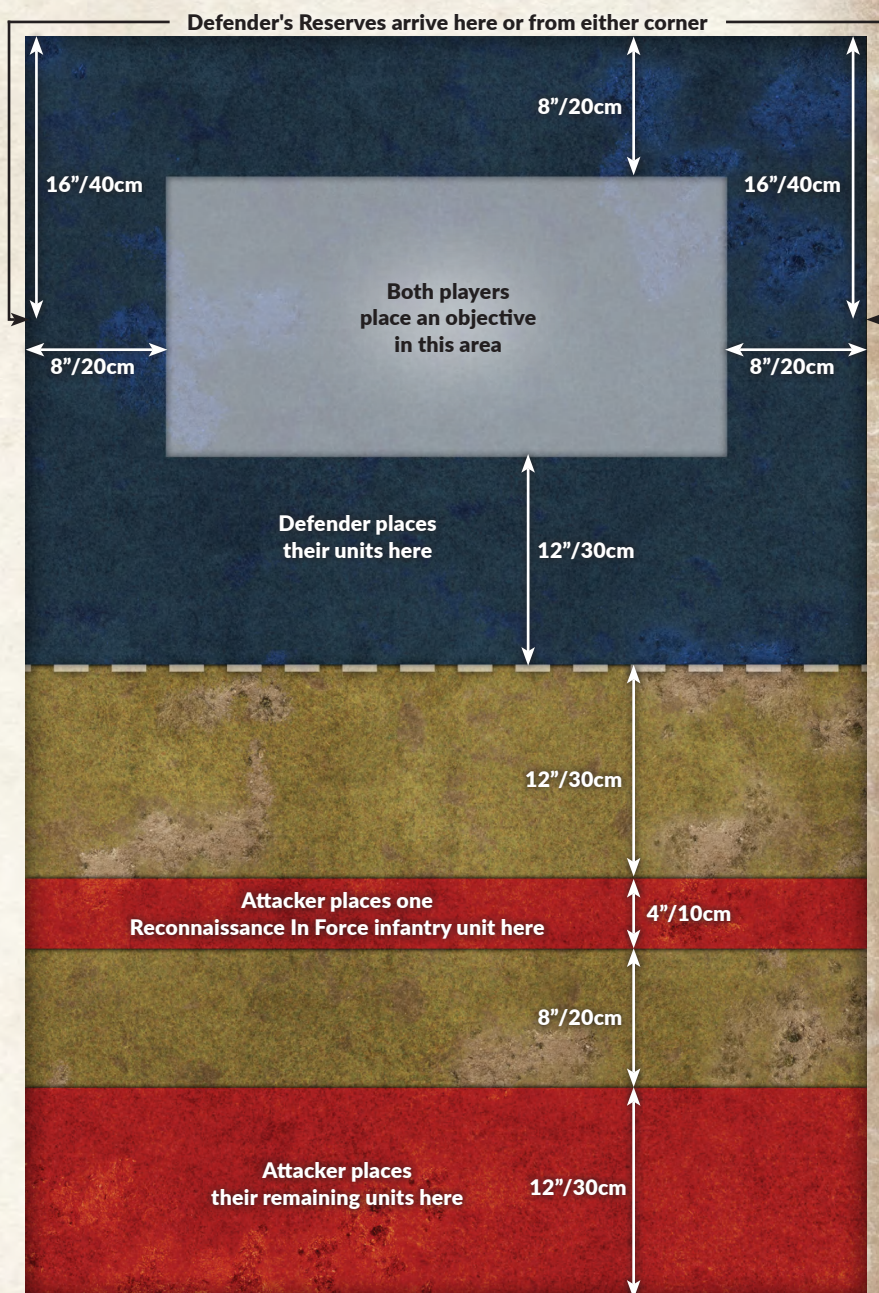 Defender's Reserves arrive here or from either corner
8”/20cm
16”/40cm
16”/40cm
Both players
place an objective
in this area
8”/20cm
8”/20cm
Defender places
their units here
12”/30cm
12”/30cm
Attacker places one
Reconnaissance In Force infantry unit here
4”/10cm
8”/20cm
Attacker places
their remaining units here
12”/30cm